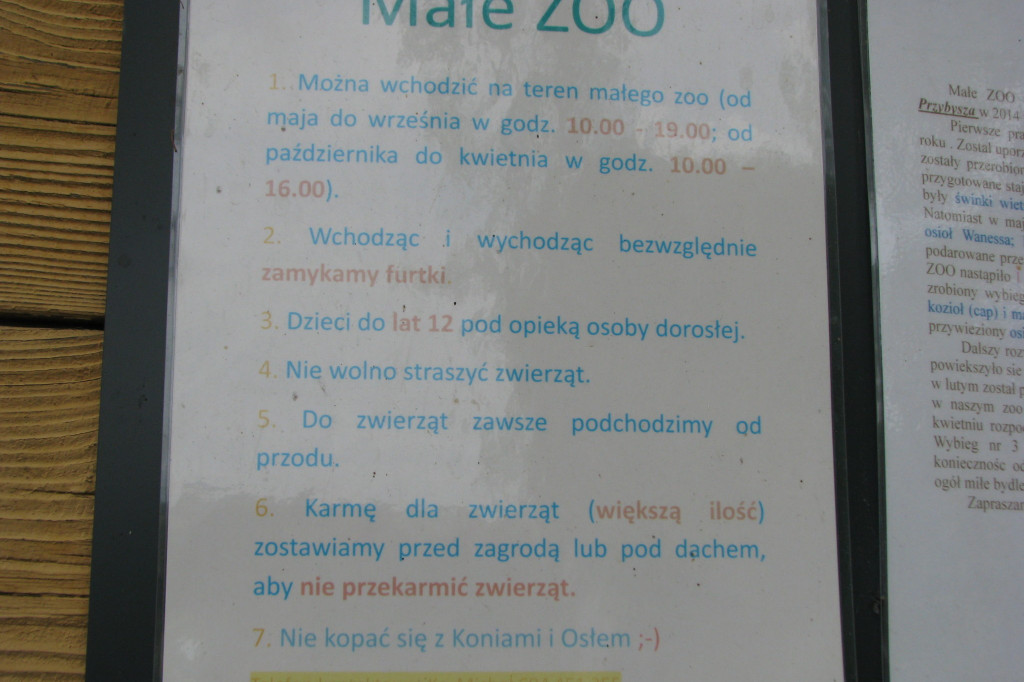 Małe ZOO
1. Można wchodzić na teren małego zoo (od
maja do września w godz. 10.00 - 19.00; od
października do kwietnia w godz. 10.00 –
16.00).
2. Wchodząc i wychodząc bezwzględnie
zamykamy furtki.
3. Dzieci do lat 12 pod opieką osoby dorosłej.
4. Nie wolno straszyć zwierząt.
5. Do zwierząt zawsze podchodzimy od
przodu.
6. Karmę dla zwierząt (większą ilość)
zostawiamy przed zagrodą lub pod dachem,
aby nie przekarmić zwierząt.
7. Nie kopać się z Koniami i Osłem ;-)
Małe ZOO
Przybysza w 2014
Pierwsze
roku . Został
zostały
przygotowane
były świnki
Natomiast w
osioł Wanessa;
podarowane
ZOO nastąpiło
zrobiony
kozioł (cap) i
przywieziony
Dalszy
powiekszyło się
w lutym został
w naszym zoo
kwietniu
Wybieg nr 3
koniecznośc
ogół miłe